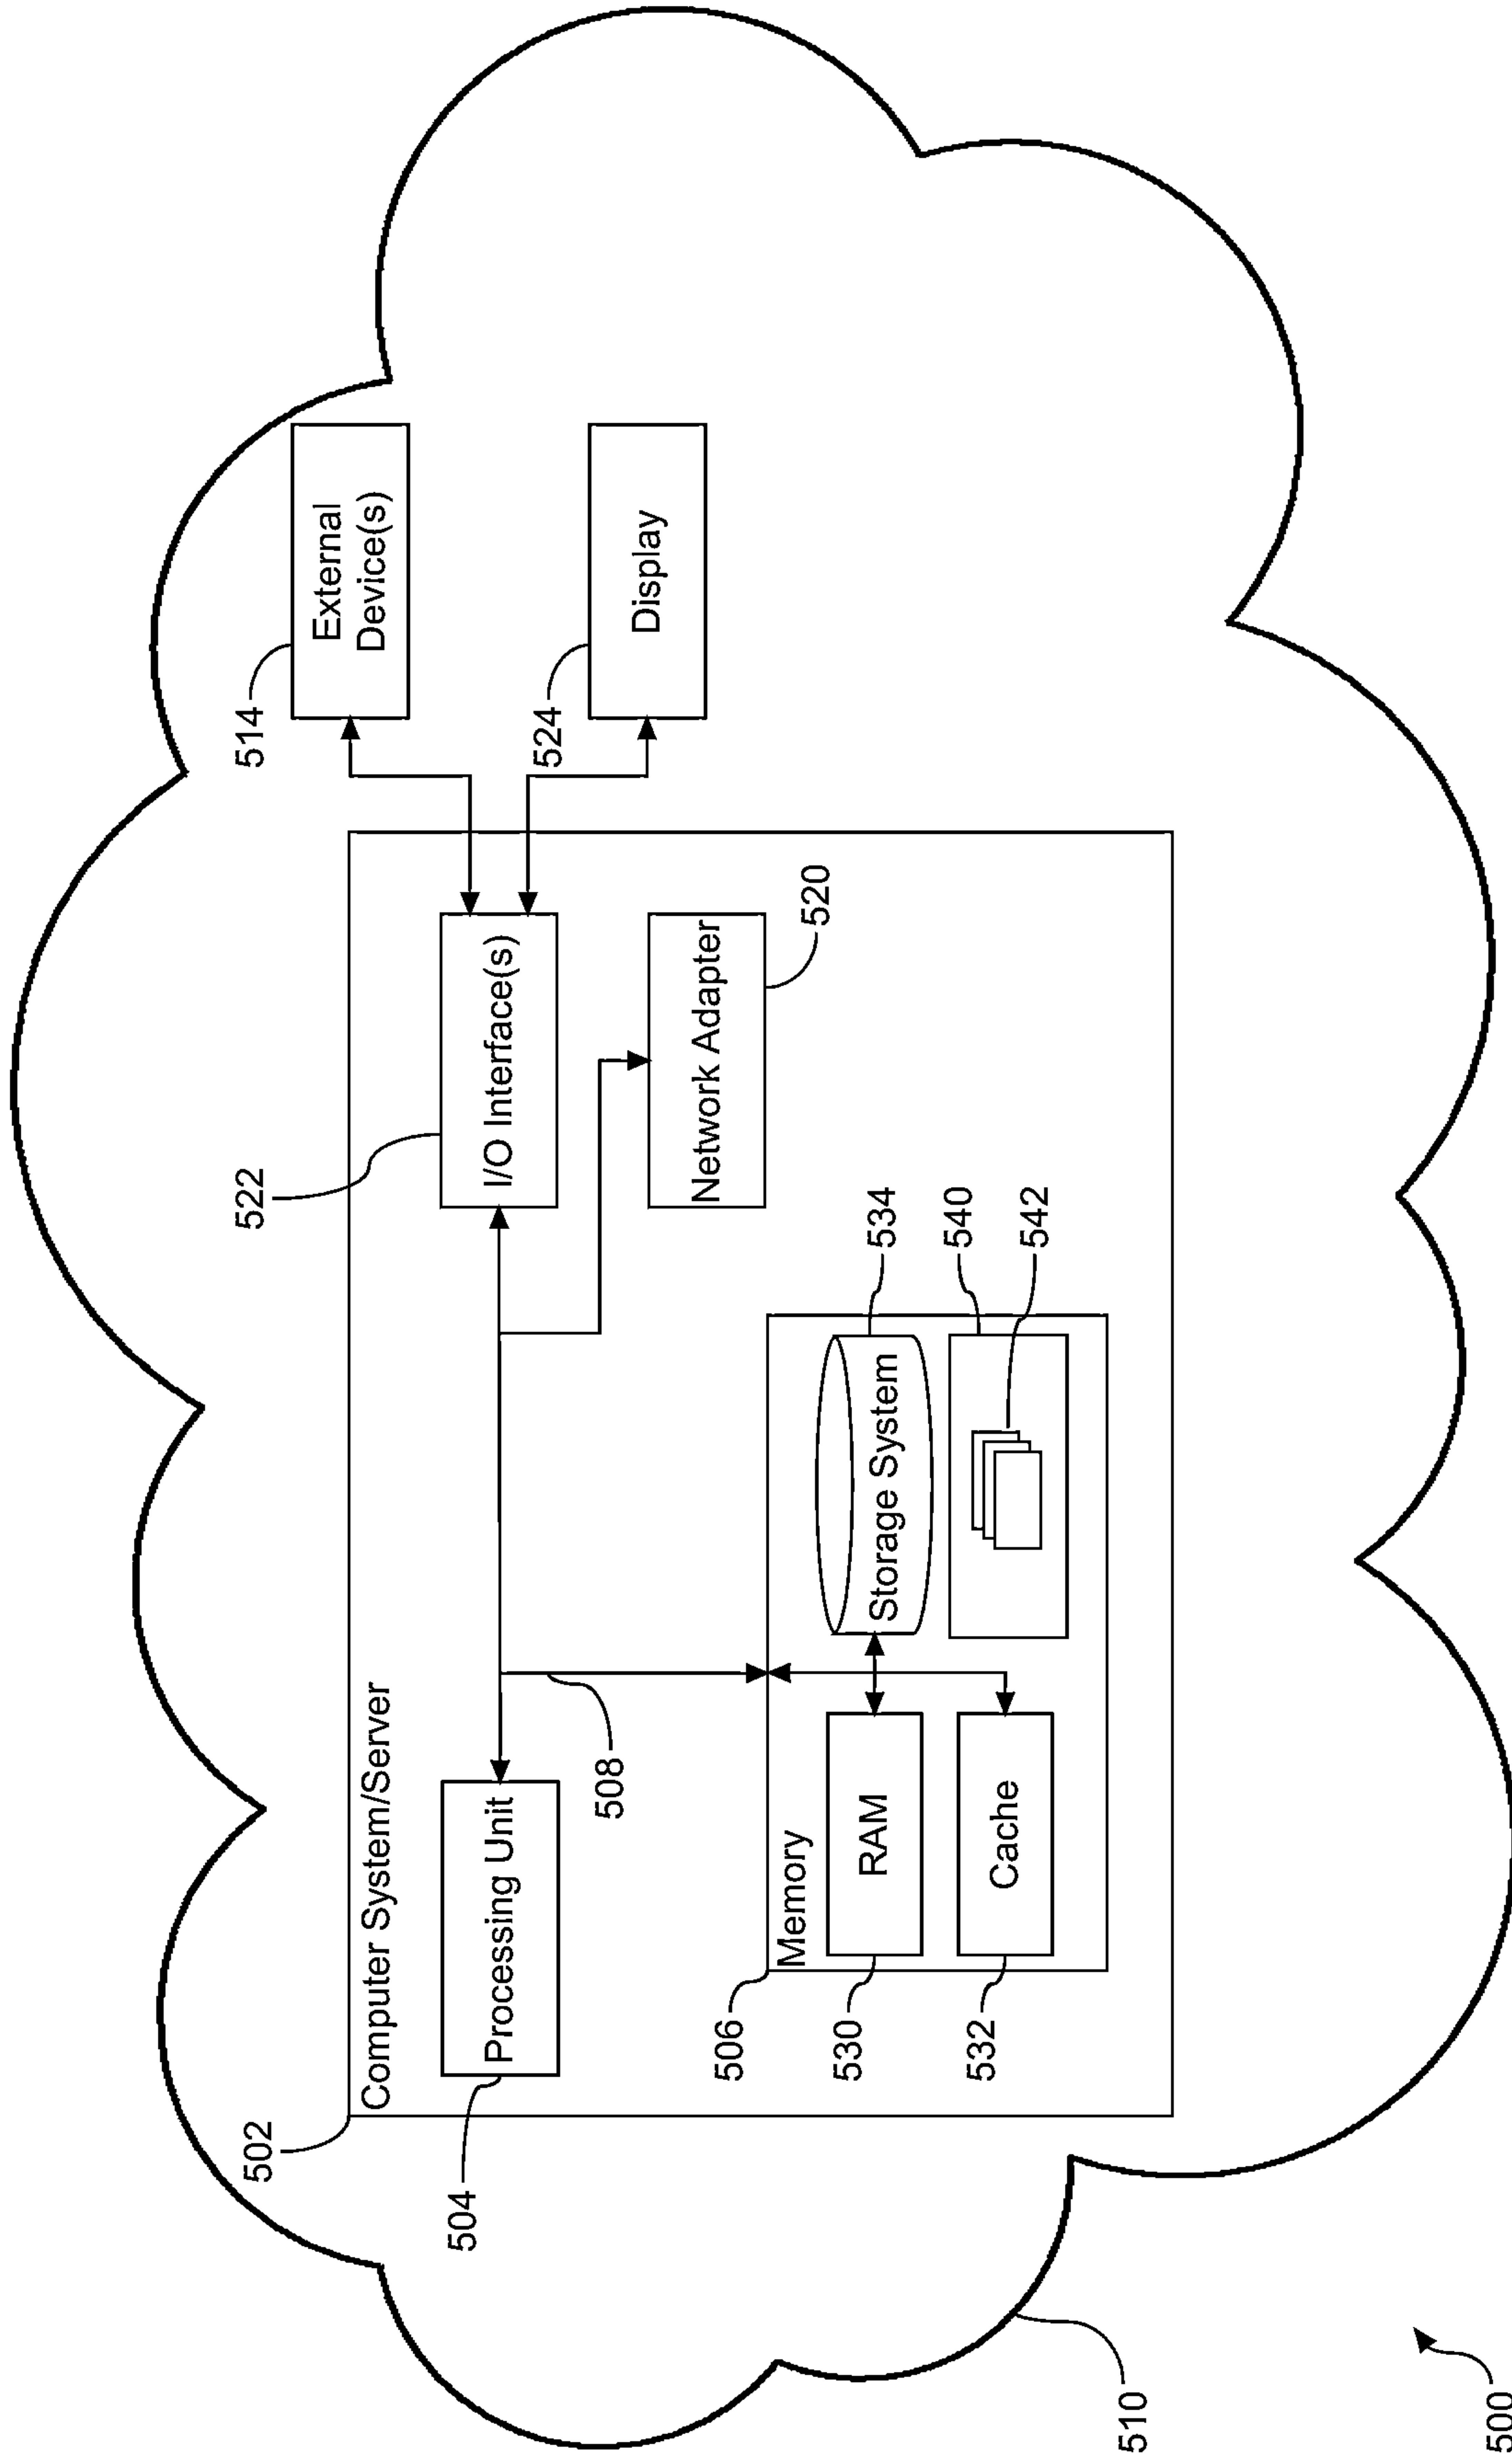 502
Computer System/Server
504
Processing Unit
508
522
I/O Interface(s)
514
External
Device(s)
524
Display
Network Adapter
520
506
Memory
530
RAM
532
Cache
Storage System
534
540
542
510
500